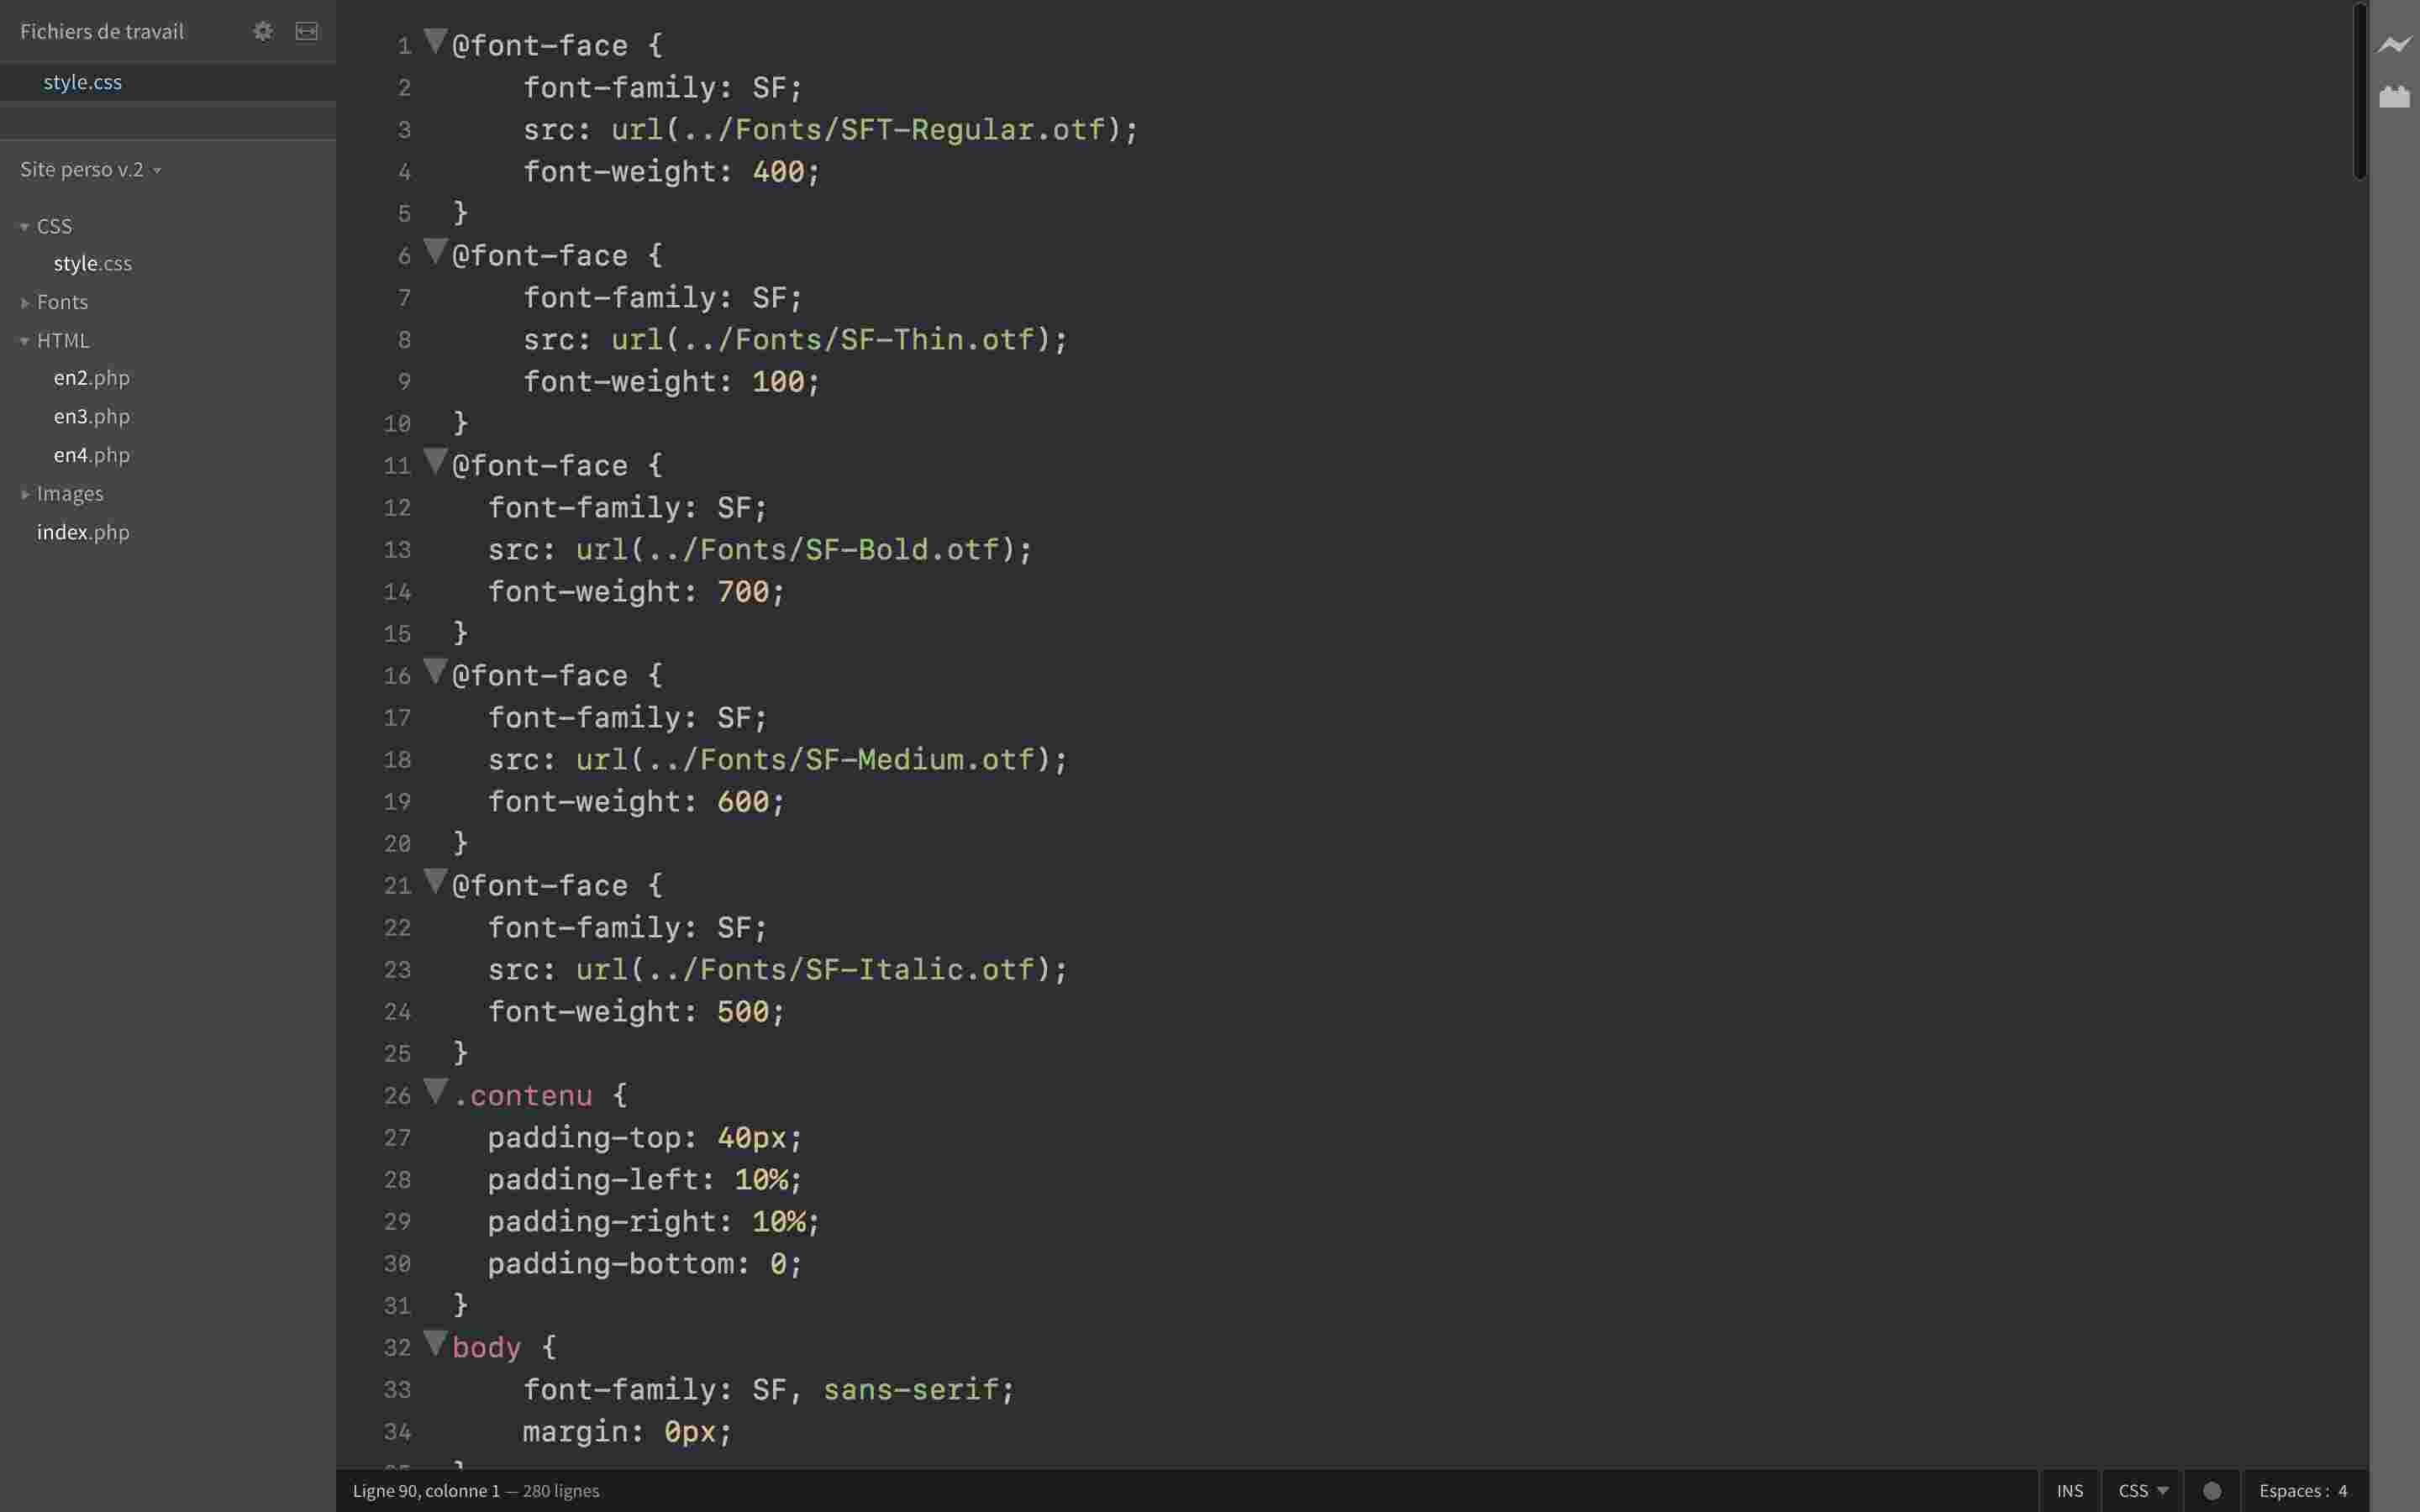 Fichiers de travail
style.css
Site perso v.2
CSS
style.css
Fonts
HTML
en2.php
en3.php
en4.php
Images
index.php
1 @font-face {
2 font-family: SF;
3 src: url(../Fonts/SFT-Regular.otf);
4 font-weight: 400;
5 }
6 @font-face {
7 font-family: SF;
8 src: url(../Fonts/SF-Thin.otf);
9 font-weight: 100;
10 }
11 @font-face {
12 font-family: SF;
13 src: url(../Fonts/SF-Bold.otf);
14 font-weight: 700;
15 }
16 @font-face {
17 font-family: SF;
18 src: url(../Fonts/SF-Medium.otf);
19 font-weight: 600;
20 }
21 @font-face {
22 font-family: SF;
23 src: url(../Fonts/SF-Italic.otf);
24 font-weight: 500;
25 }
26 .contenu {
27 padding-top: 40px;
28 padding-left: 10%;
29 padding-right: 10%;
30 padding-bottom: 0;
31 }
32 body {
33 font-family: SF, sans-serif;
34 margin: 0px;
Ligne 90, colonne 1 — 280 lignes
INS CSS Espaces : 4